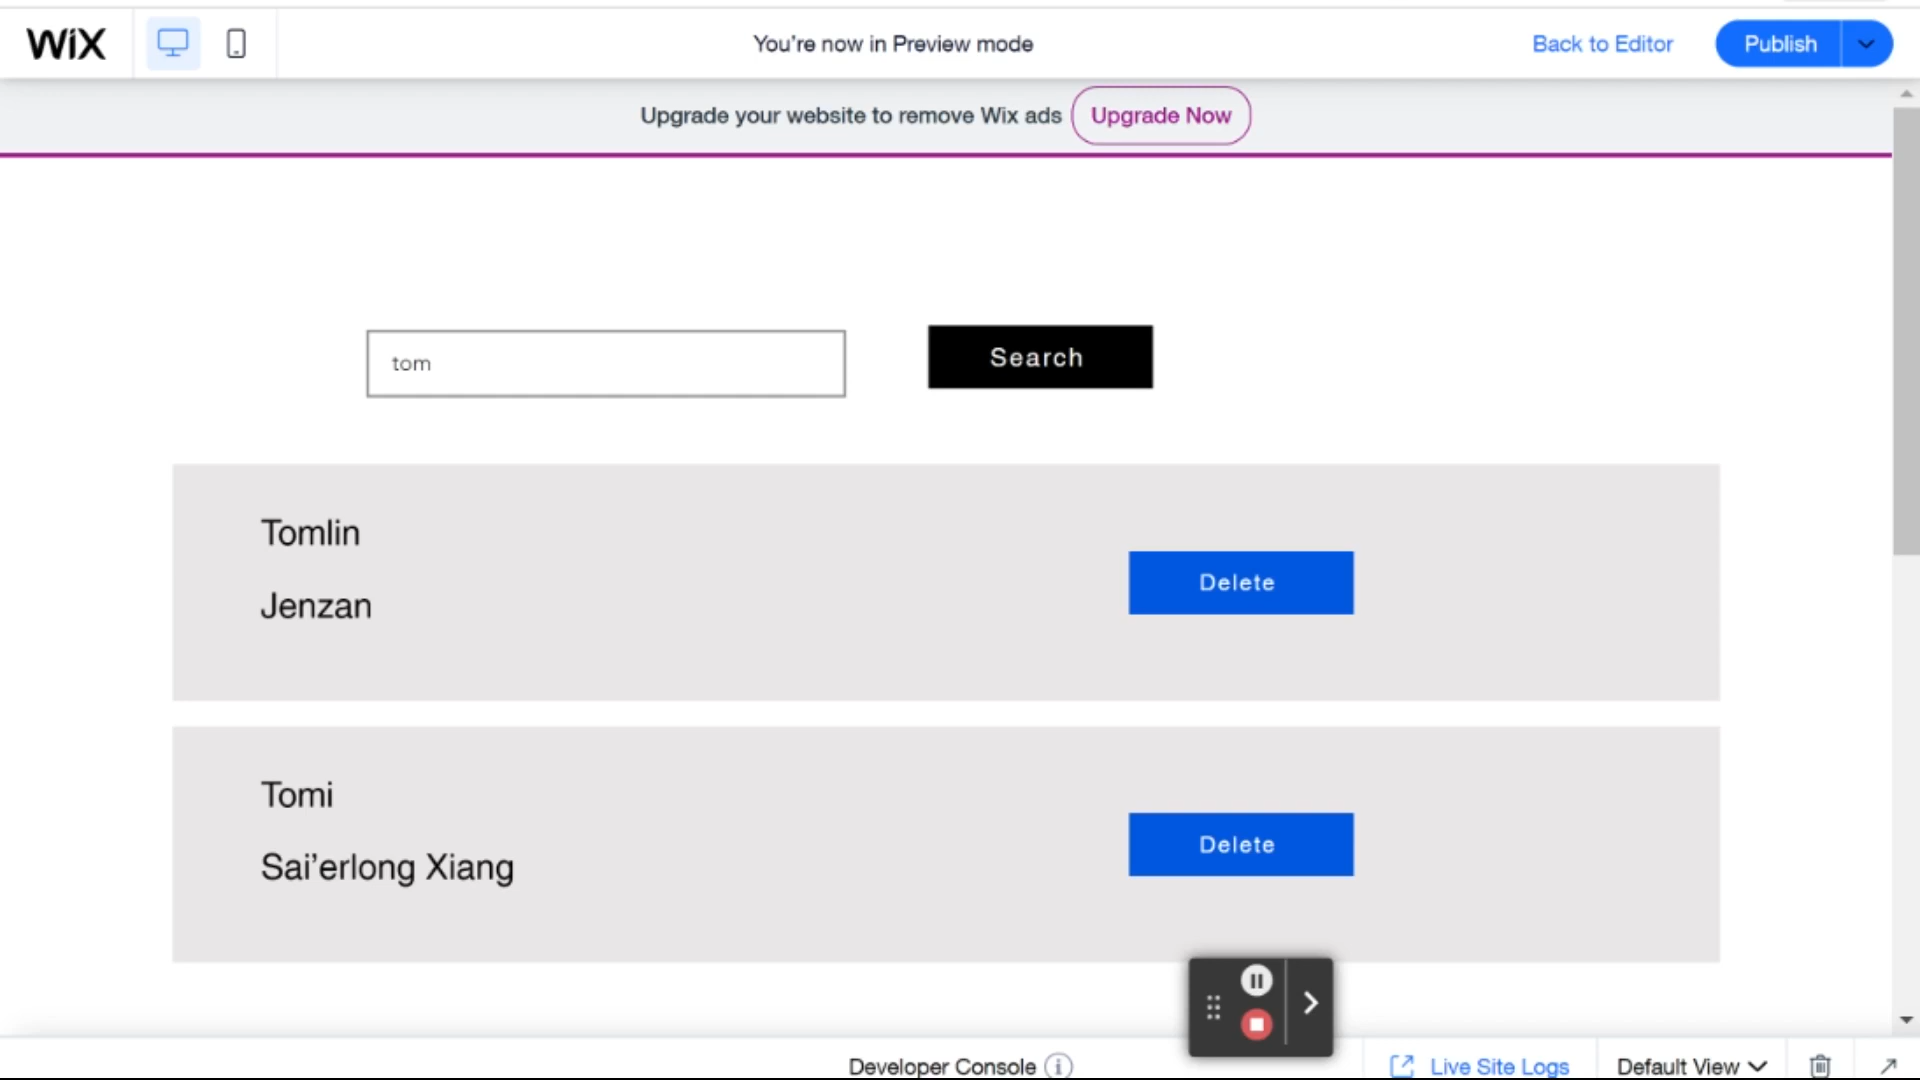 WiX
You're now in Preview mode
Back to Editor
Publish
Upgrade your website to remove Wix ads
Upgrade Now
tom
Search
Tomlin
Jenzan
Delete
Tomi
Sai'erlong Xiang
Delete
Developer Console
Live Site Logs
Default View